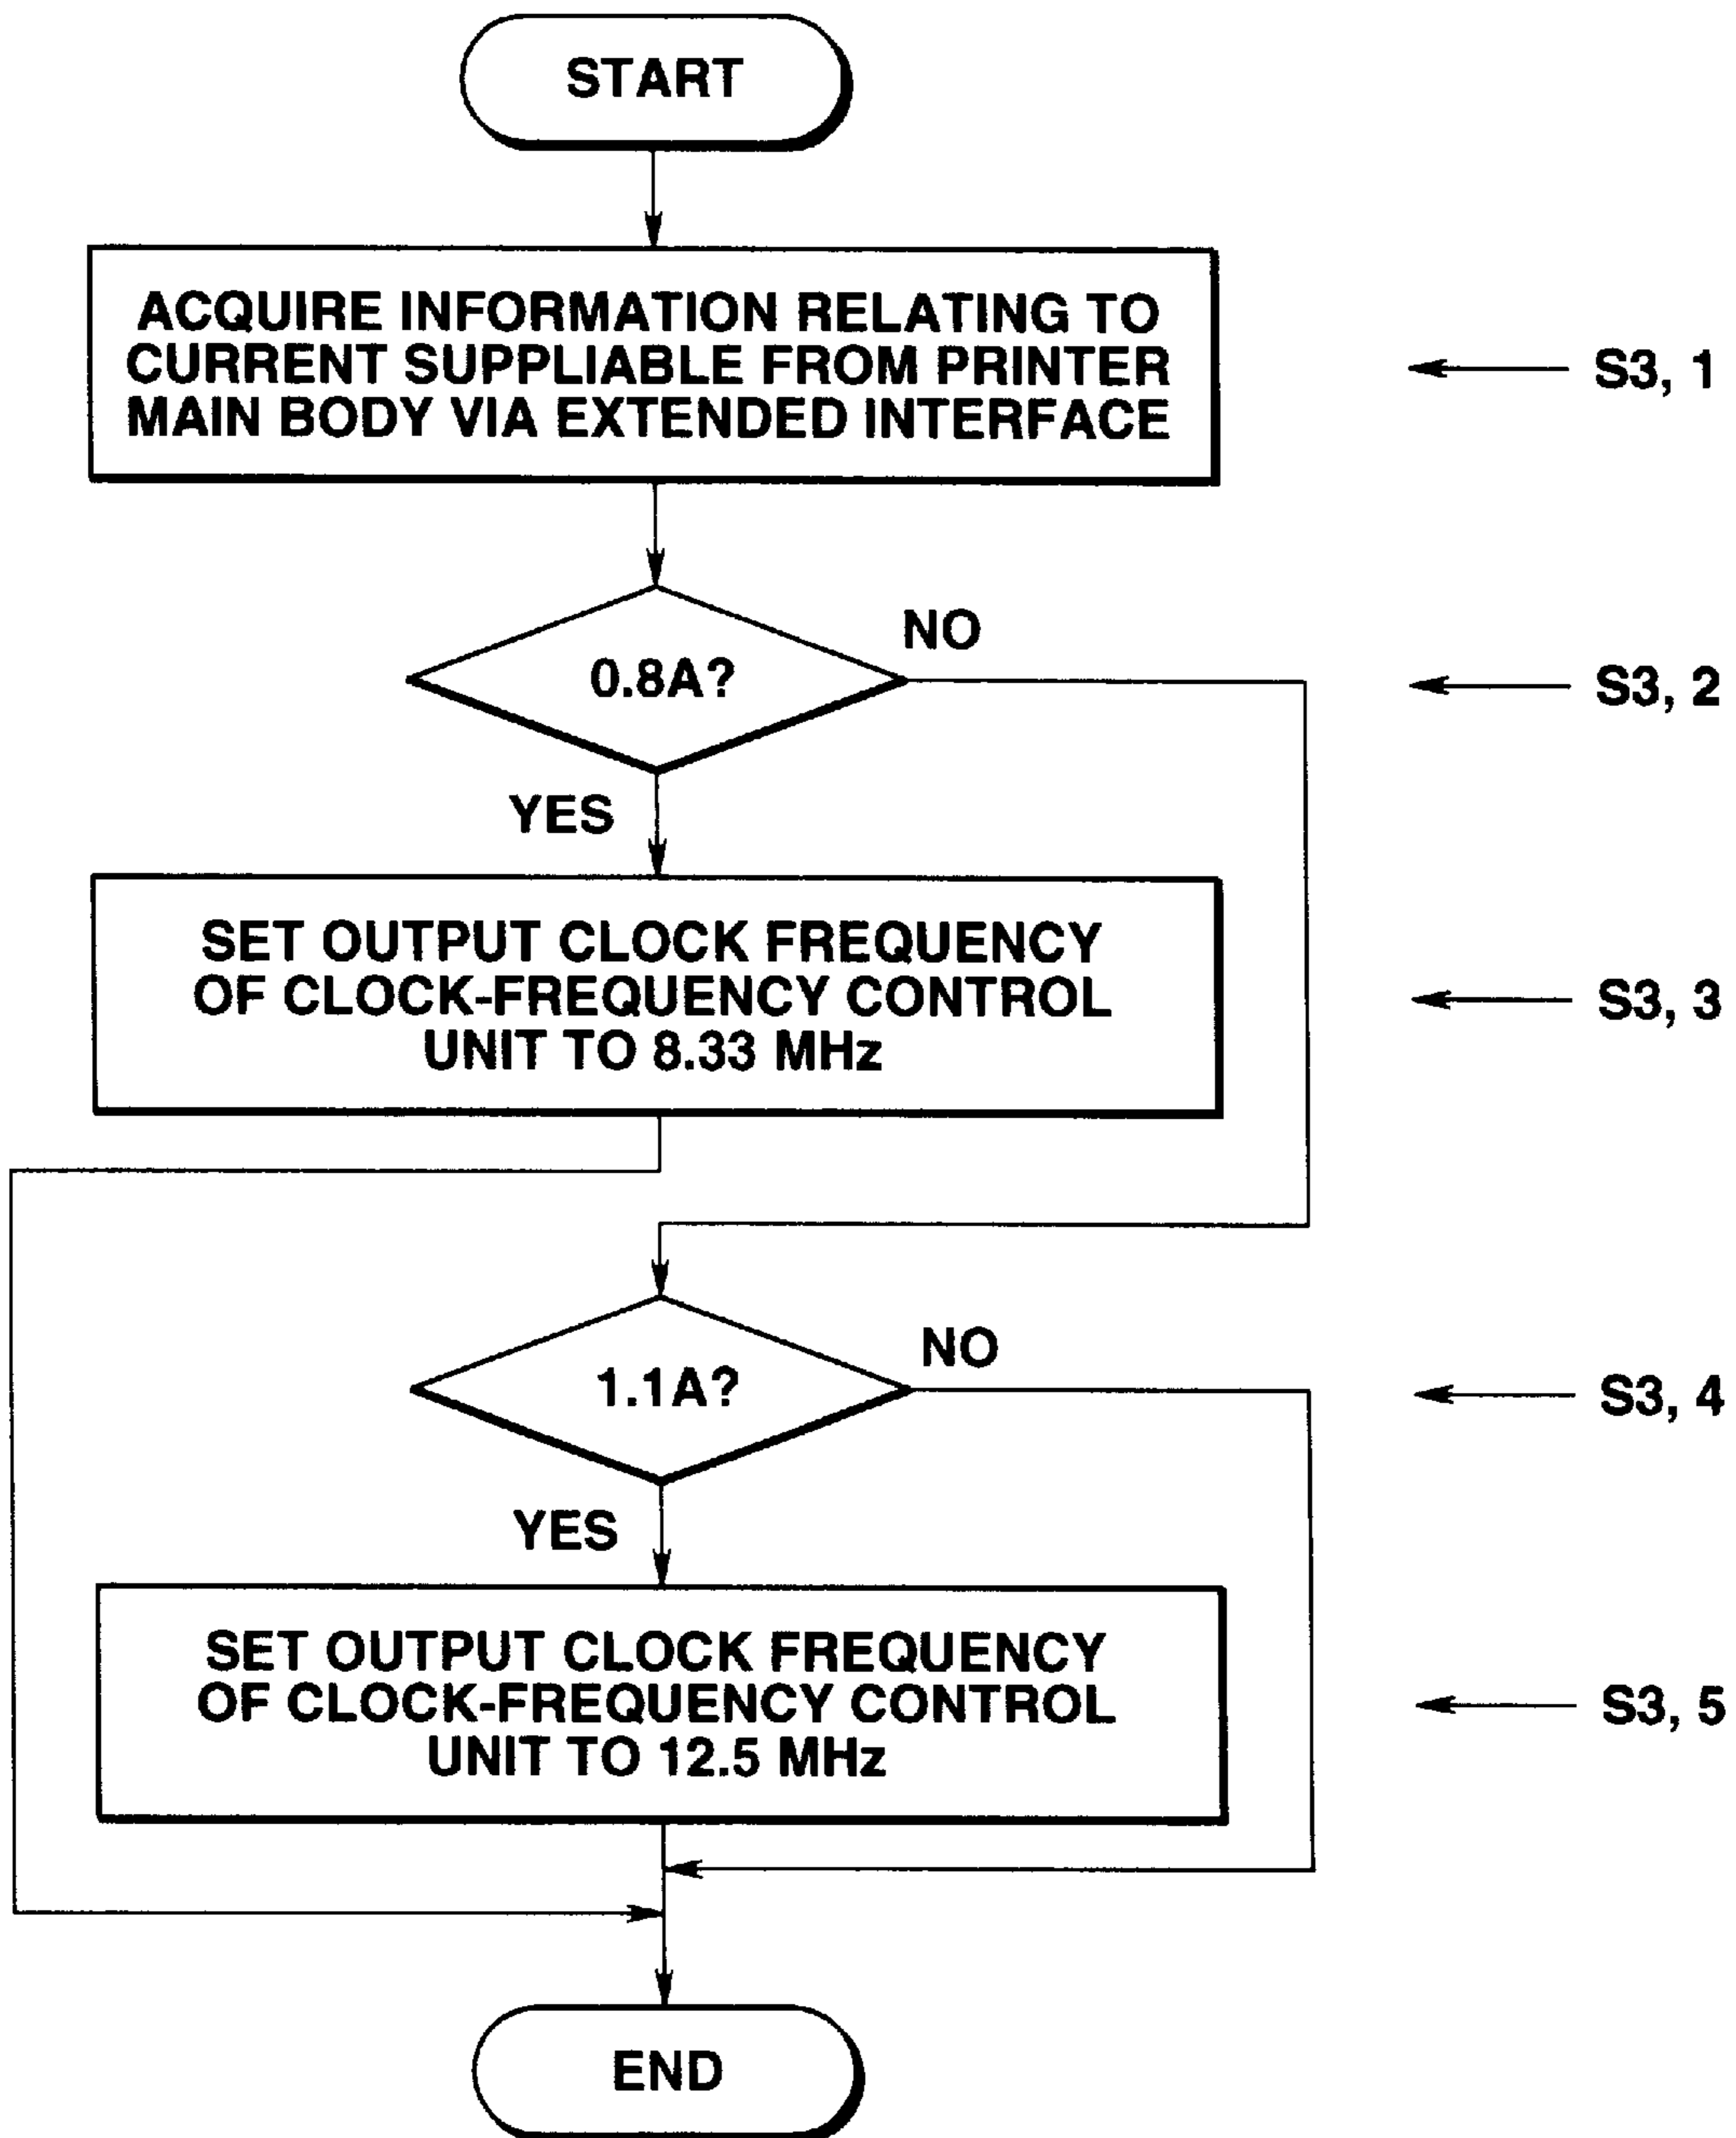 START
ACQUIRE INFORMATION RELATING TO
CURRENT SUPPLIABLE FROM PRINTER
MAIN BODY VIA EXTENDED INTERFACE
S3, 1
NO
0.8A?
S3, 2
YES
SET OUTPUT CLOCK FREQUENCY
OF CLOCK-FREQUENCY CONTROL
UNIT TO 8.33 MHz
S3, 3
NO
1.1A?
S3, 4
YES
SET OUTPUT CLOCK FREQUENCY
OF CLOCK-FREQUENCY CONTROL
UNIT TO 12.5 MHz
S3, 5
END